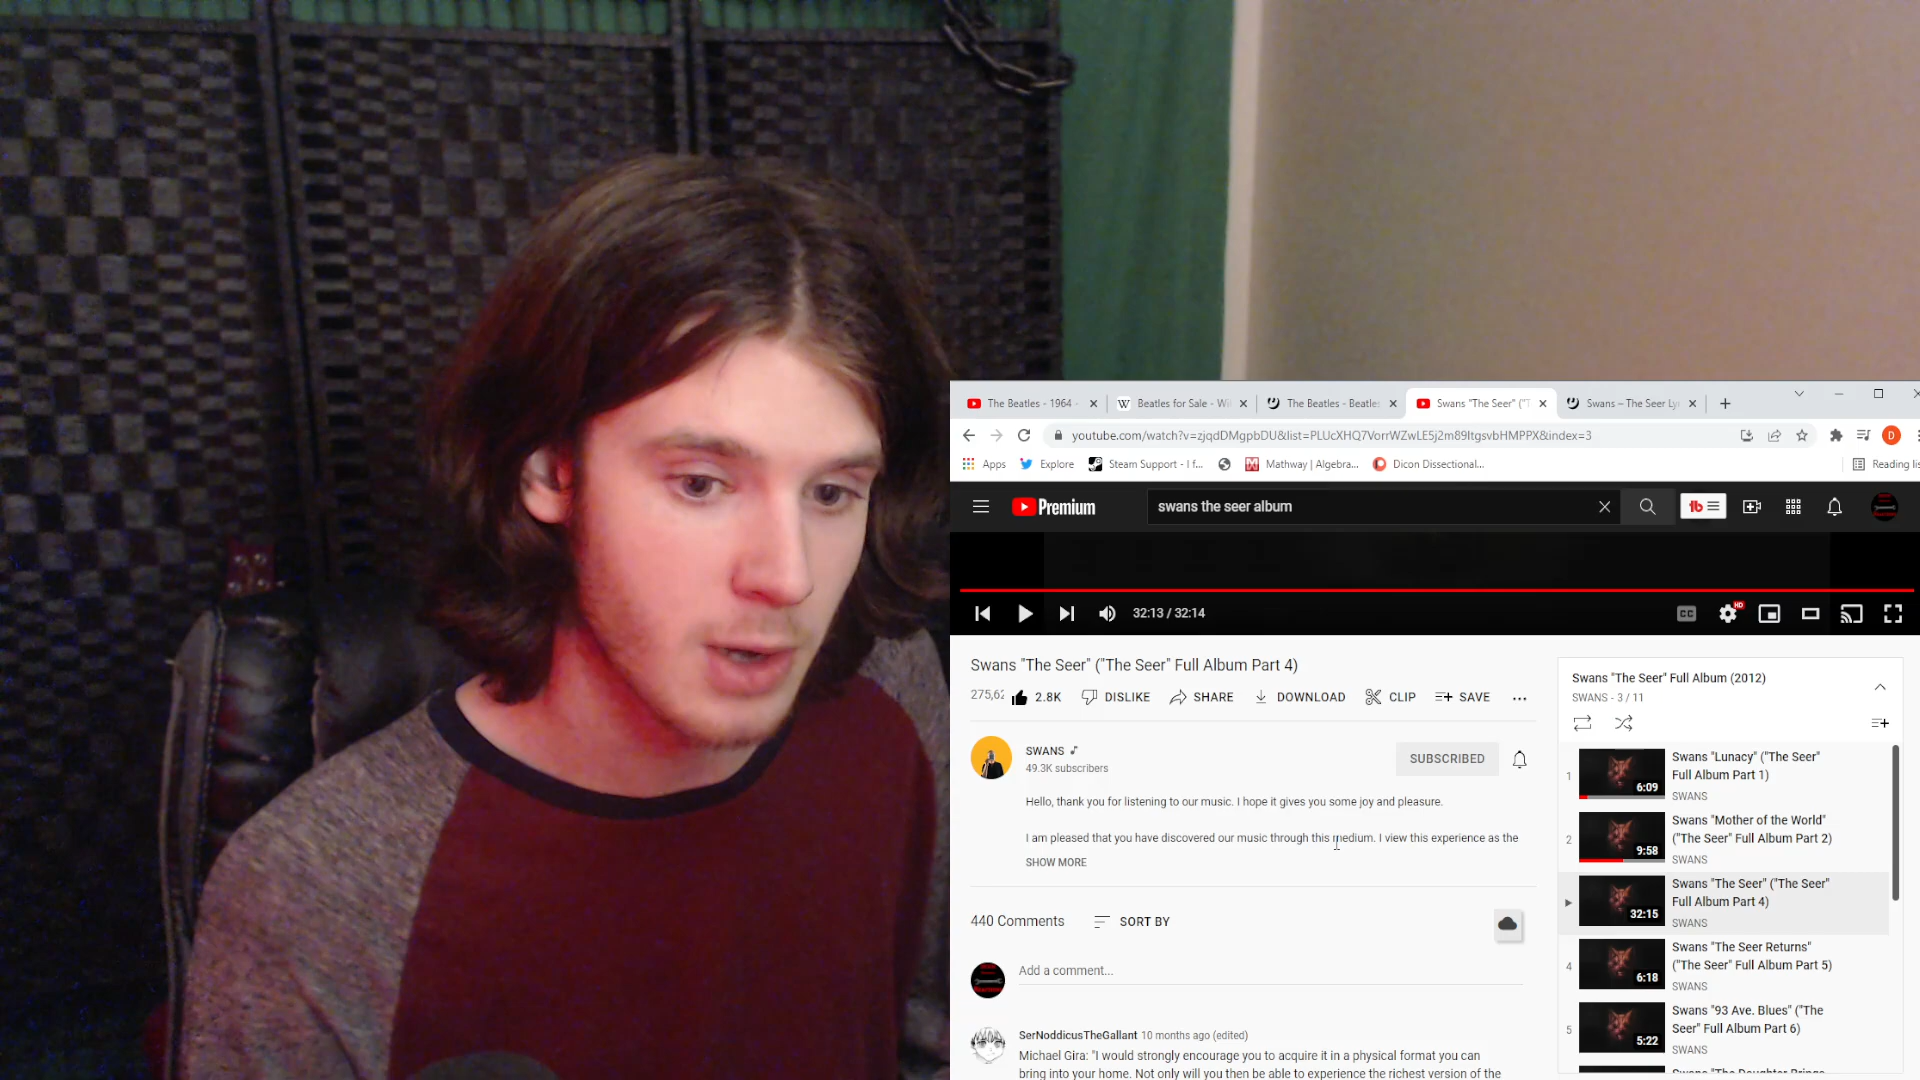 The Beatles - 1964 -
Beatles for Sale - Wi
The Beatles - Beatles
Swans "The Seer" ("T
Swans – The Seer Ly
youtube.com/watch?v=zjqdDMgpbDU&list=PLUcXHQ7VorrWZwLE5j2m89ltgsvbHMPPX&index=3
D
Apps
Explore
Steam Support - I f...
Mathway | Algebra...
Dicon Dissectional...
Reading lis
Premium
swans the seer album
32:13 / 32:14
CC
HD
Swans "The Seer" ("The Seer" Full Album Part 4)
275,62
2.8K
DISLIKE
SHARE
DOWNLOAD
CLIP
SAVE
SWANS
49.3K subscribers
SUBSCRIBED
Hello, thank you for listening to our music. I hope it gives you some joy and pleasure.
I am pleased that you have discovered our music through this medium. I view this experience as the
SHOW MORE
440 Comments
SORT BY
Add a comment...
SerNoddicusTheGallant 10 months ago (edited)
Michael Gira: "I would strongly encourage you to acquire it in a physical format you can
bring into your home. Not only will you then be able to experience the richest version of the
Swans "The Seer" Full Album (2012)
SWANS - 3 / 11
1
6:09
Swans "Lunacy" ("The Seer"
Full Album Part 1)
SWANS
2
9:58
Swans "Mother of the World"
("The Seer" Full Album Part 2)
SWANS
32:15
Swans "The Seer" ("The Seer"
Full Album Part 4)
SWANS
4
6:18
Swans "The Seer Returns"
("The Seer" Full Album Part 5)
SWANS
5
5:22
Swans "93 Ave. Blues" ("The
Seer" Full Album Part 6)
SWANS
Swans "The Daughter Brings